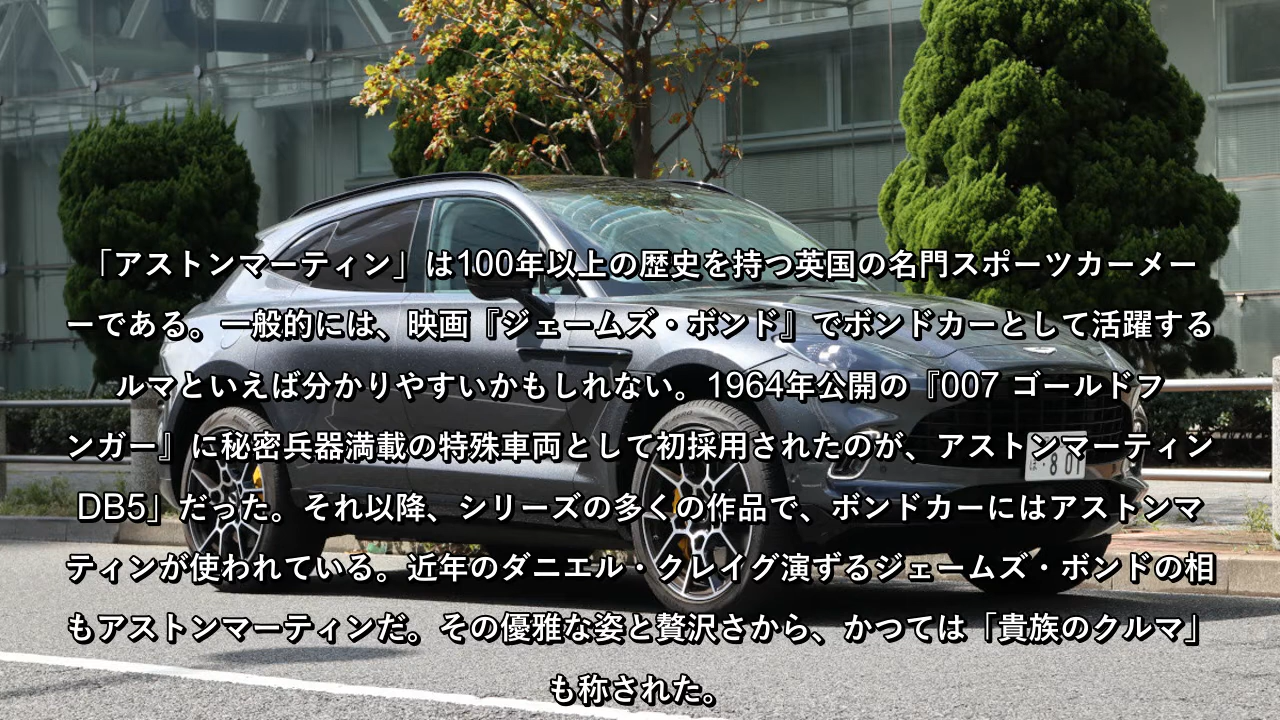 「アストンマーティン」は100年以上の歴史を持つ英国の名門スポーツカーメー
ーである。一般的には、映画『ジェームズ・ボンド』でボンドカーとして活躍する
ルマといえば分かりやすいかもしれない。1964年公開の『007 ゴールドフ
ンガー』に秘密兵器満載の特殊車両として初採用されたのが、アストンマーティン
DB5」だった。それ以降、シリーズの多くの作品で、ボンドカーにはアストンマ
ティンが使われている。近年のダニエル・クレイグ演ずるジェームズ・ボンドの相
もアストンマーティンだ。その優雅な姿と贅沢さから、かつては「貴族のクルマ」
も称された。
・807